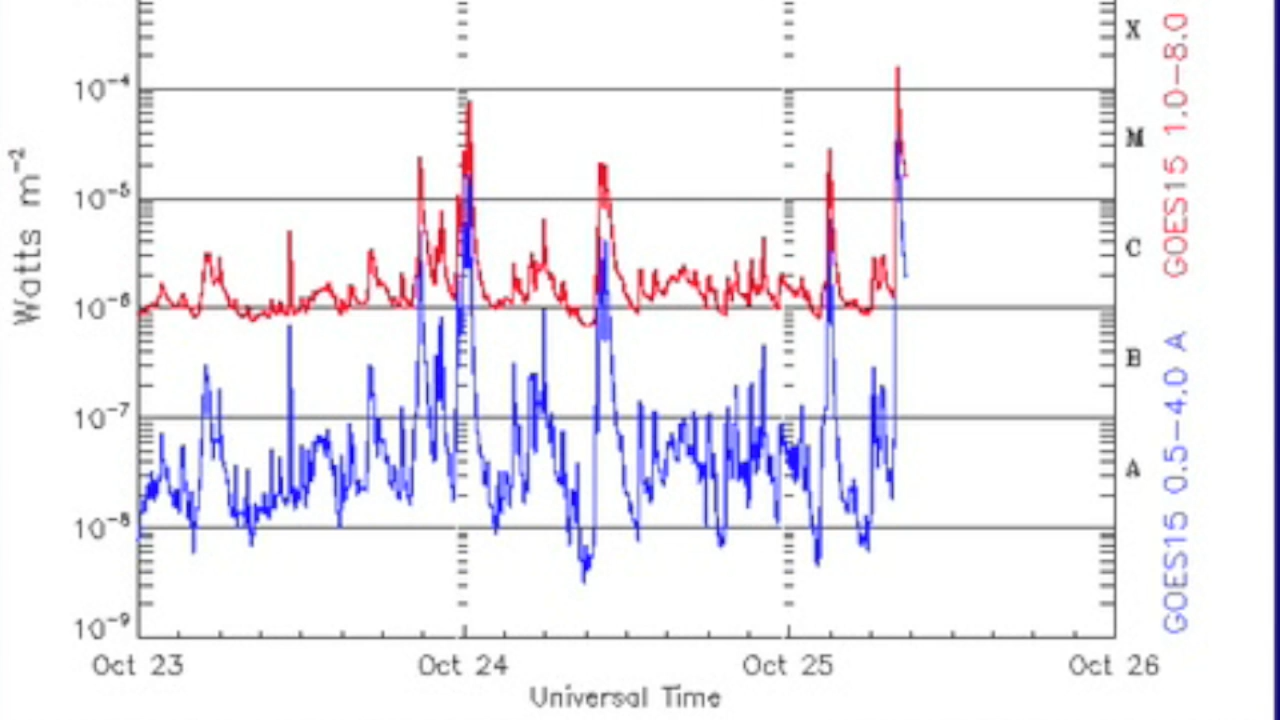 X
10⁻⁴
M
10⁻⁵
C
10⁻⁶
B
10⁻⁷
A
10⁻⁸
10⁻⁹
Watts m⁻²
Oct 23 Oct 24 Oct 25 Oct 26
Universal Time
GOES15 1.0-8.0
GOES15 0.5-4.0 A